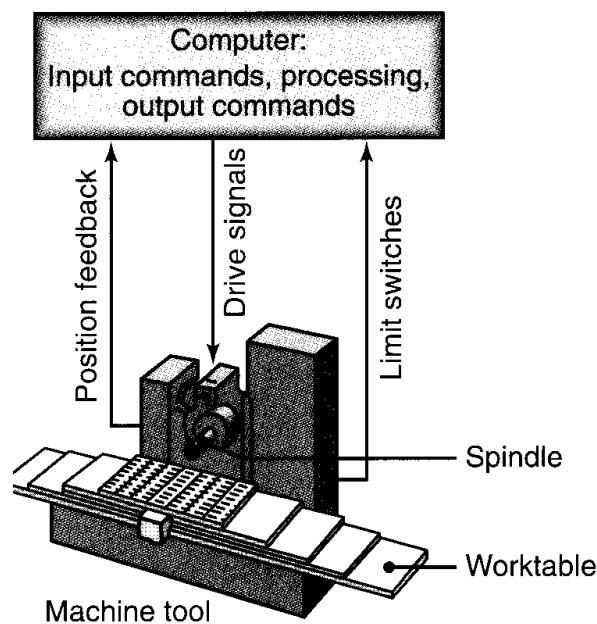 Computer:
Input commands, processing,
output commands
Position feedback
Drive signals
Limit switches
Spindle
Worktable
Machine tool